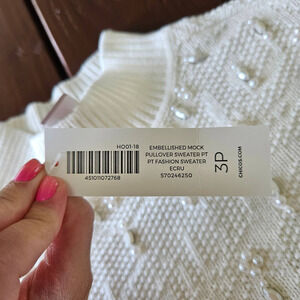 HO01-18
451011072768
EMBELLISHED MOCK
PULLOVER SWEATER PT
PT FASHION SWEATER
ECRU
570246250
3P
CHICOS.COM